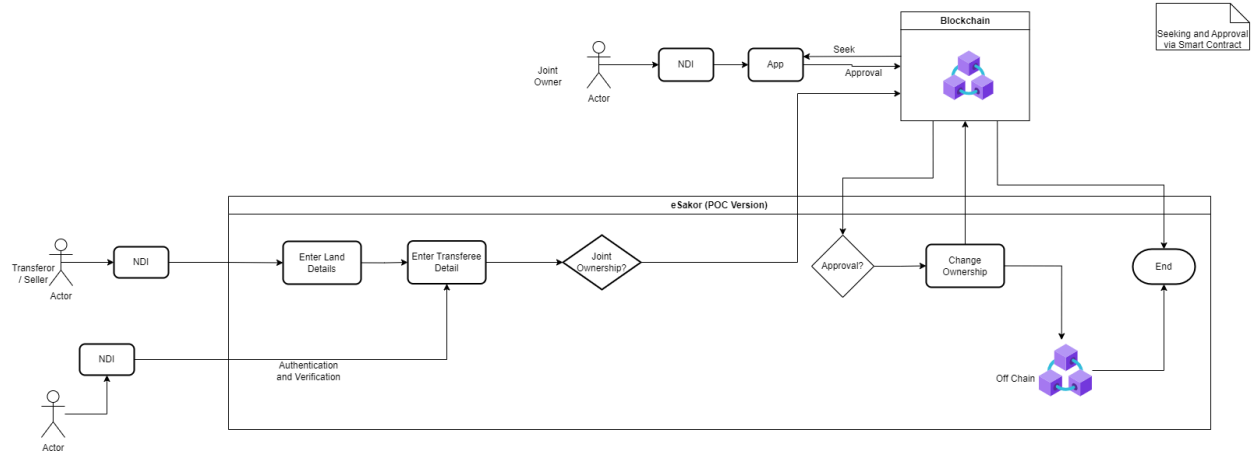 Blockchain
Seeking and Approval
via Smart Contract
Seek
NDI
App
Approval
Joint
Owner
Actor
eSakor (POC Version)
NDI
Enter Land
Details
Enter Transferee
Detail
Joint
Ownership?
Approval?
Change
Ownership
End
Transferor
/ Seller
Actor
NDI
Authentication
and Verification
Off Chain
Actor